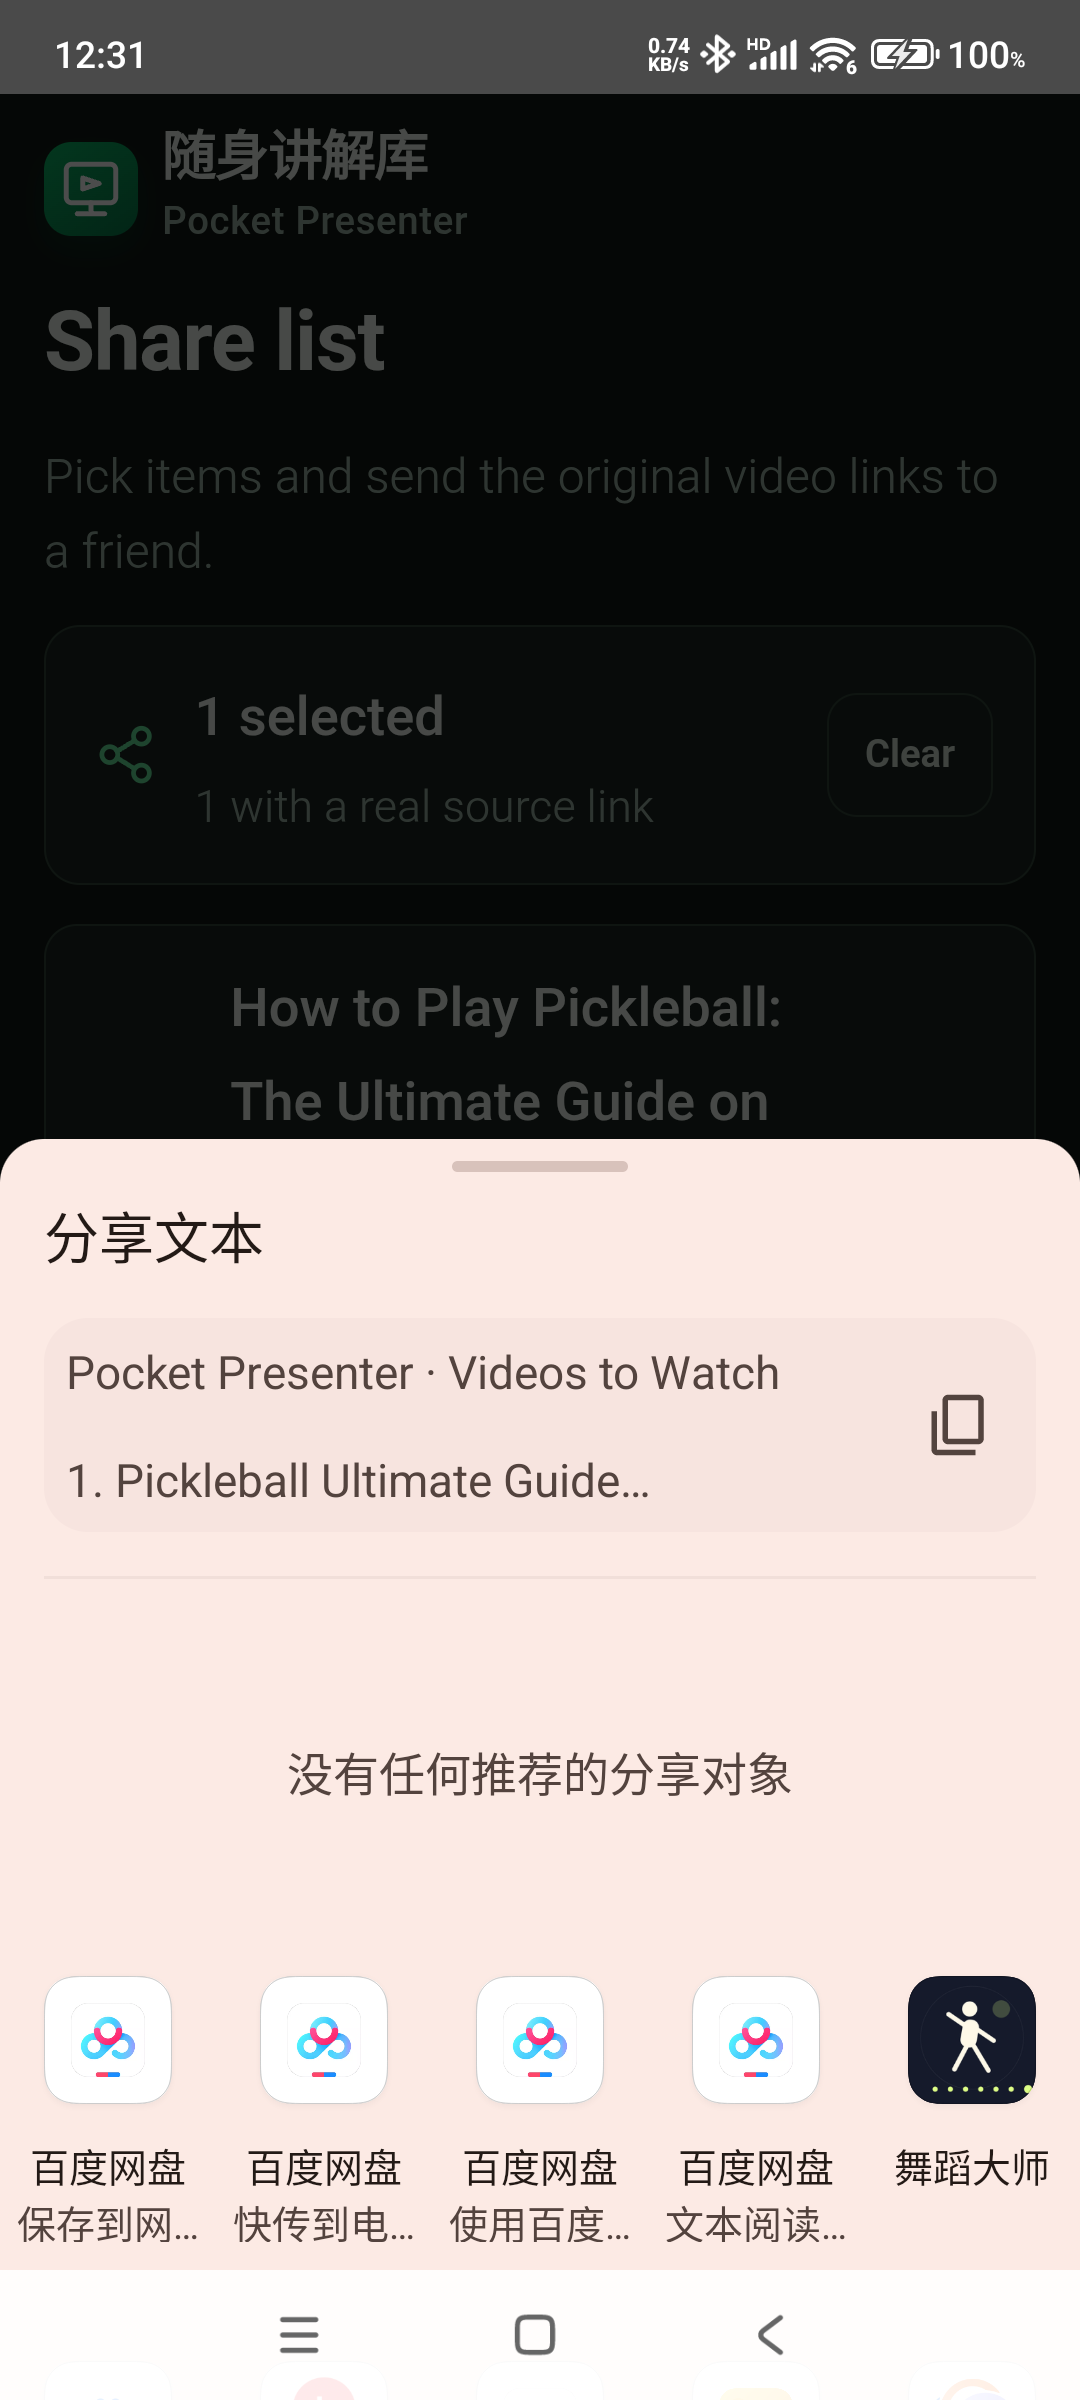 12:31
0.74
KB/s
HD
6
100%
随身讲解库
Pocket Presenter
Share list
Pick items and send the original video links to
a friend.
1 selected
1 with a real source link
Clear
How to Play Pickleball:
The Ultimate Guide on
分享文本
Pocket Presenter · Videos to Watch
1. Pickleball Ultimate Guide…
没有任何推荐的分享对象
百度网盘
保存到网…
百度网盘
快传到电…
百度网盘
使用百度…
百度网盘
文本阅读…
舞蹈大师